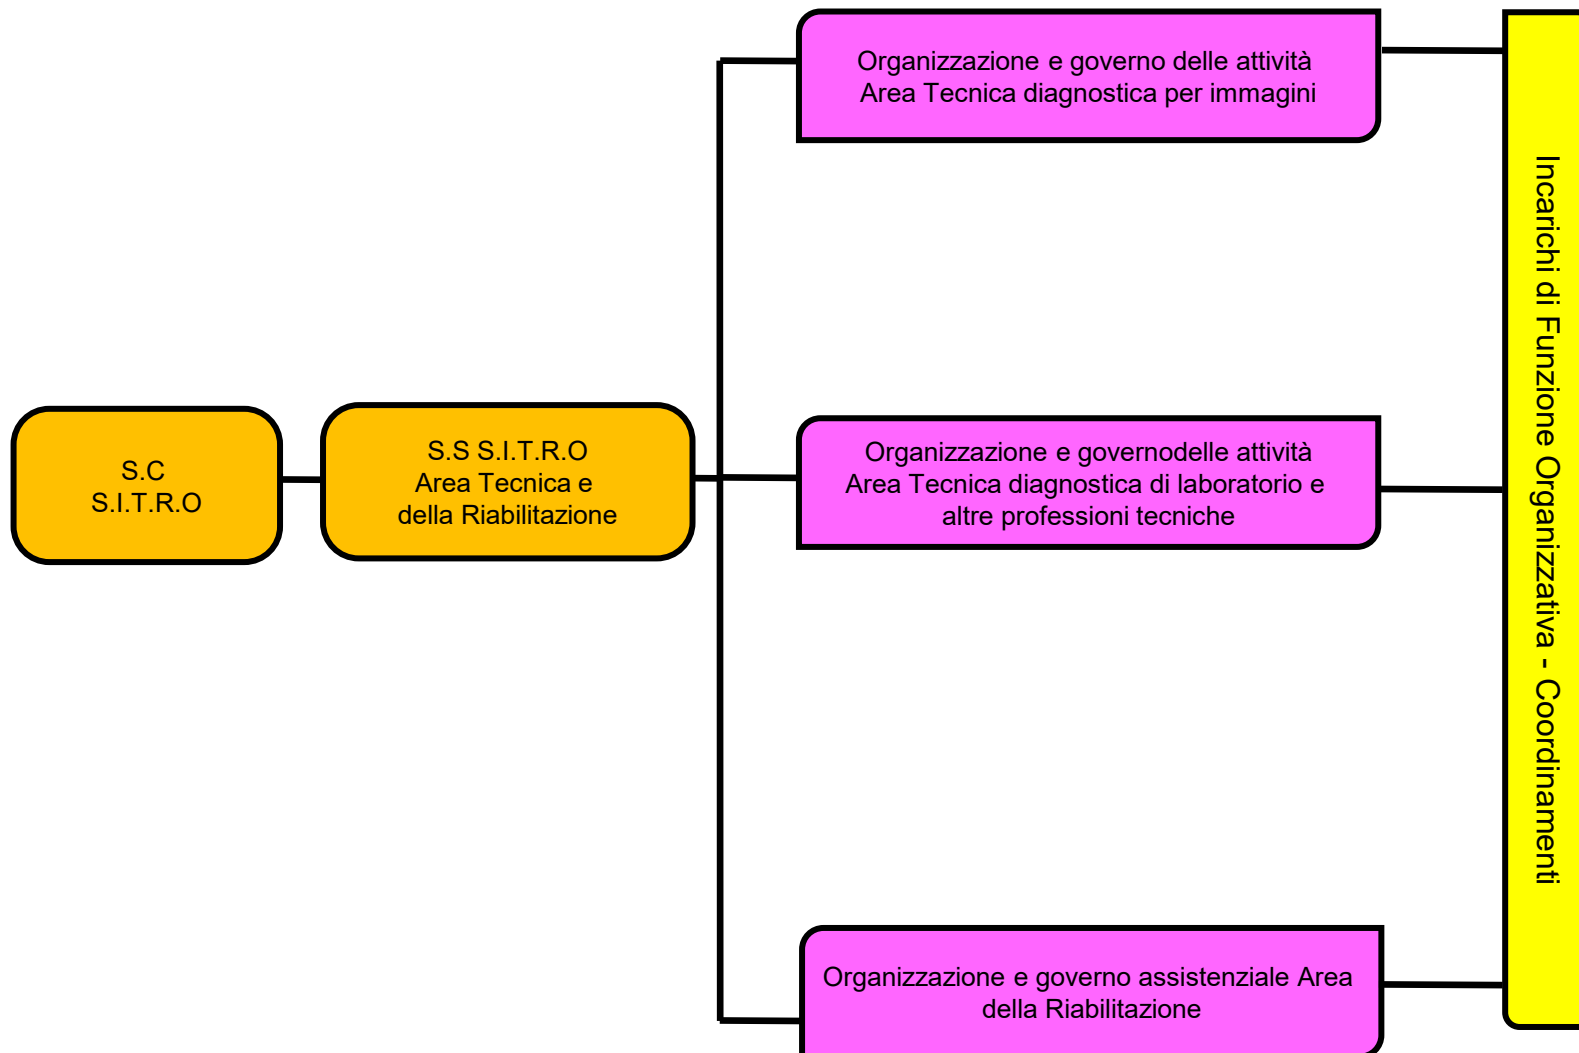 S.C
S.I.T.R.O
S.S S.I.T.R.O
Area Tecnica e
della Riabilitazione
Organizzazione e governo delle attività
Area Tecnica diagnostica per immagini
Organizzazione e governodelle attività
Area Tecnica diagnostica di laboratorio e
altre professioni tecniche
Organizzazione e governo assistenziale Area
della Riabilitazione
Incarichi di Funzione Organizzativa - Coordinamenti